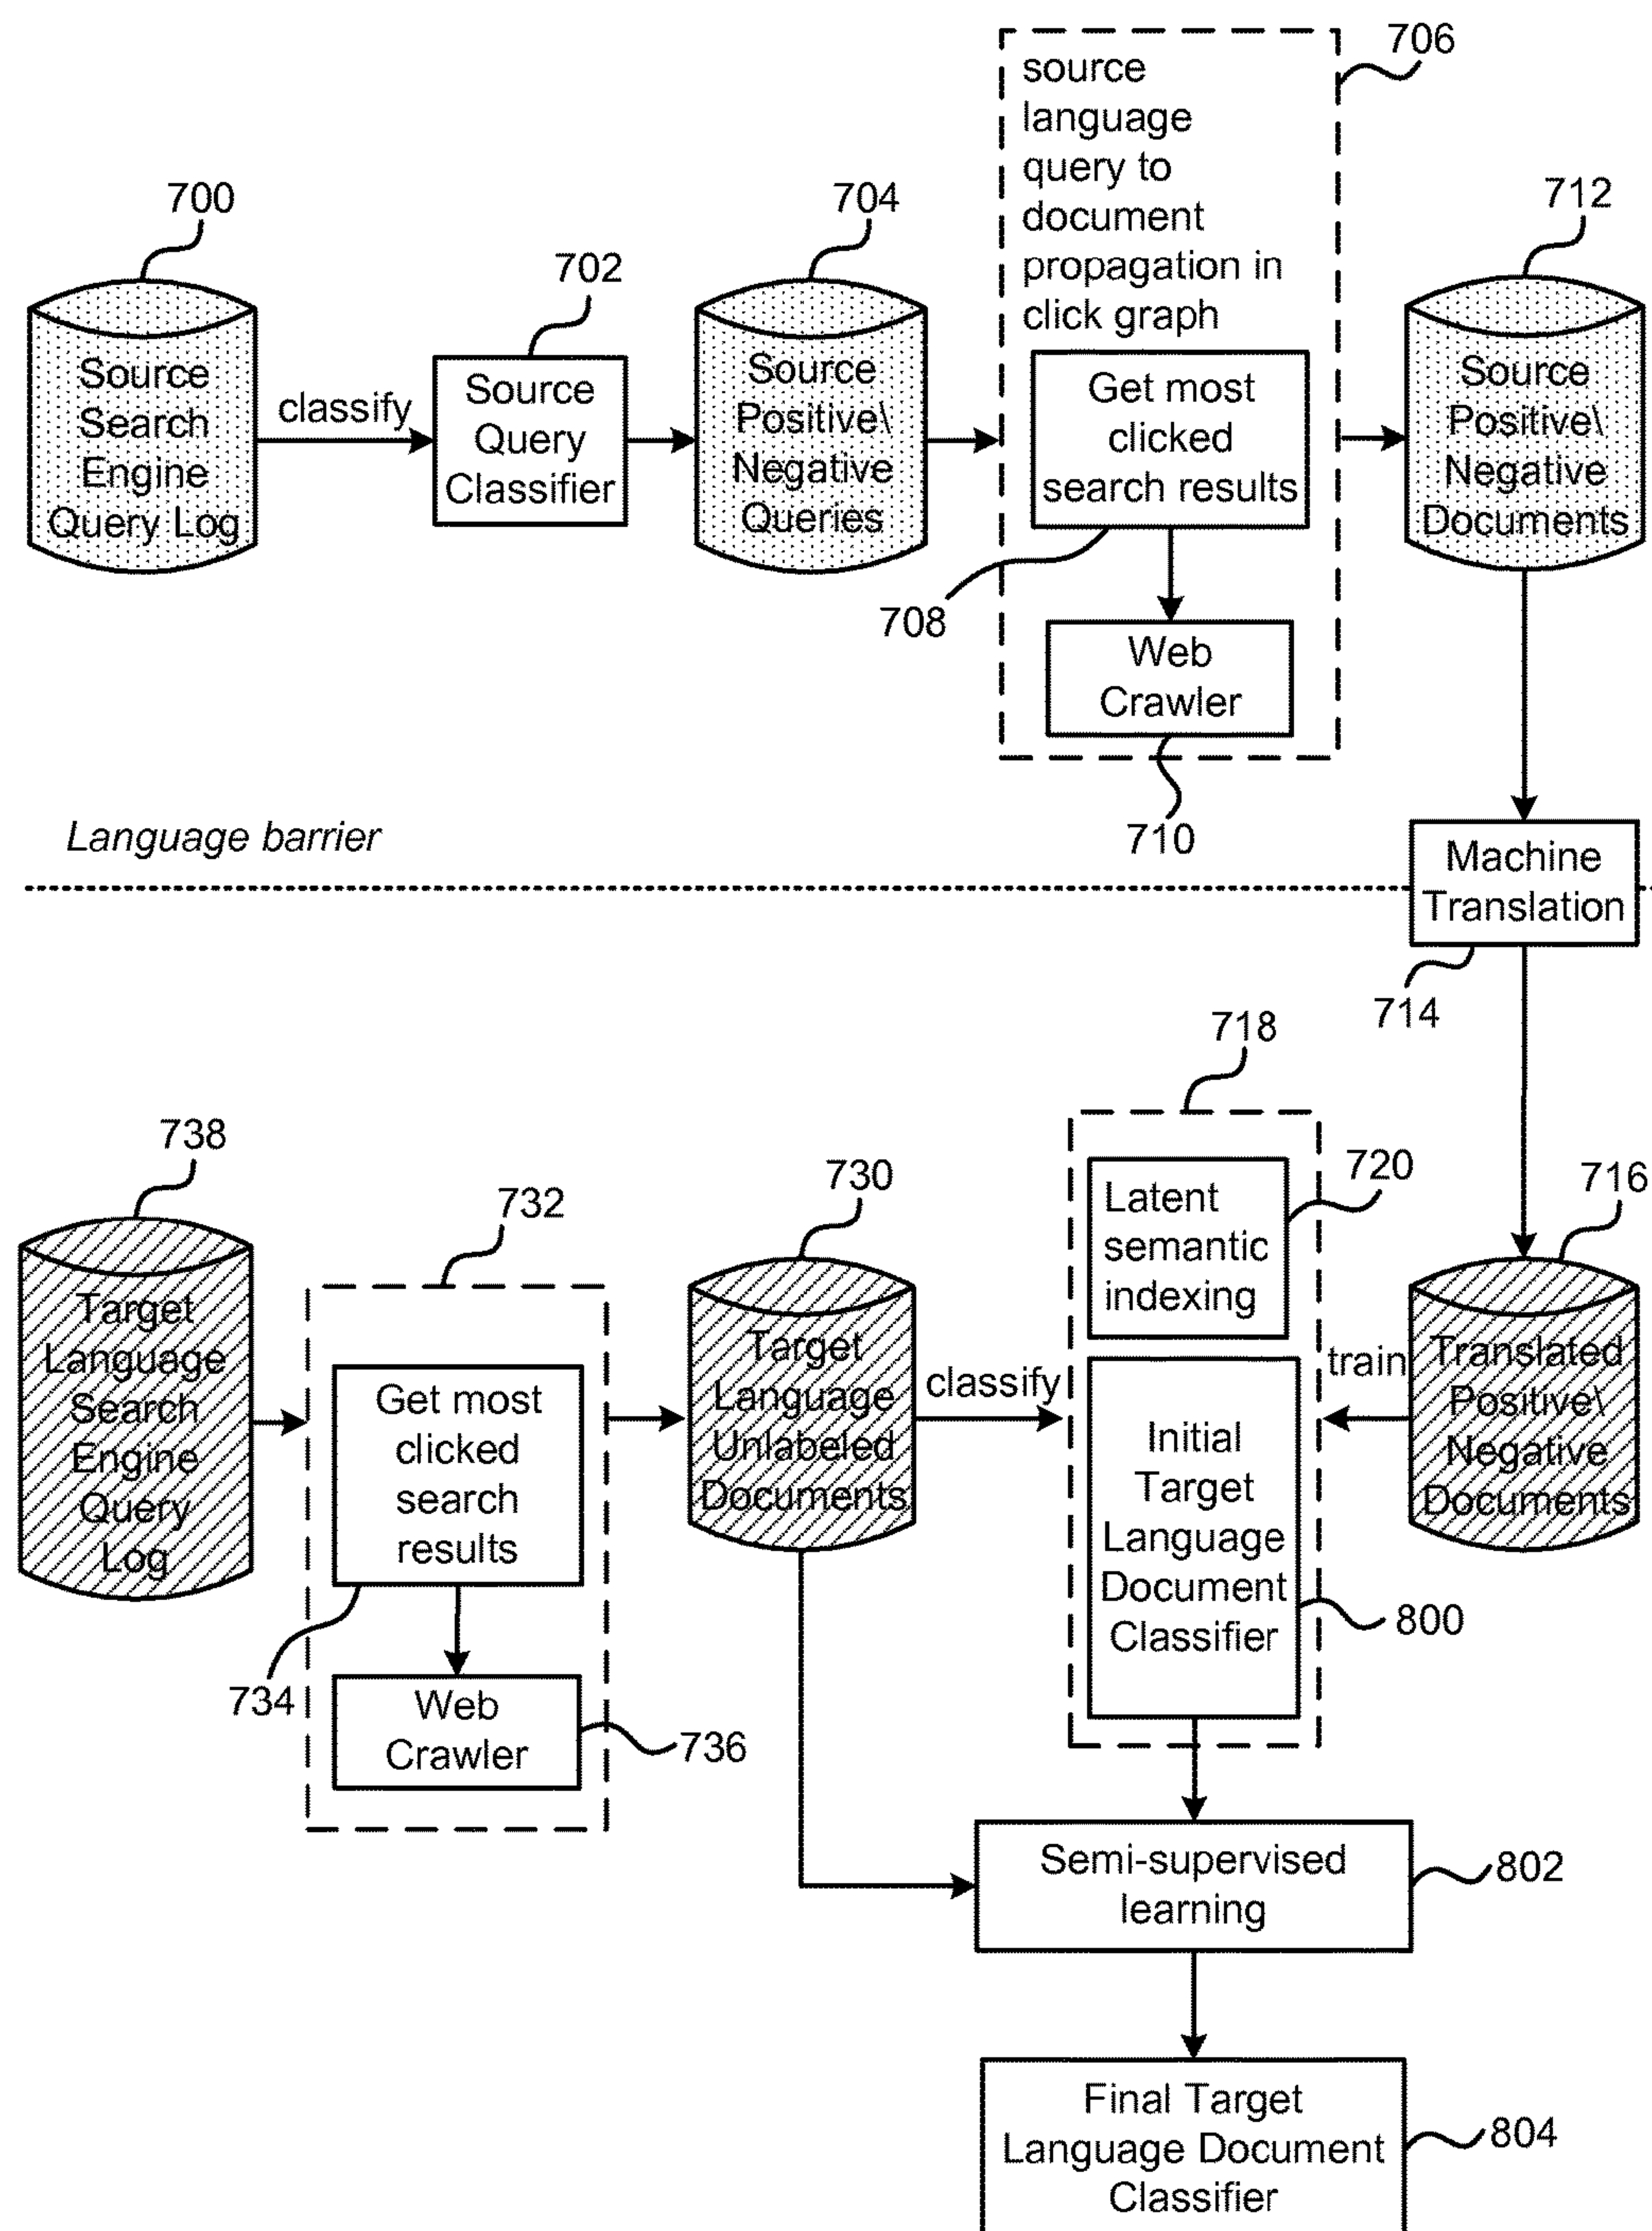 706
source
language
query to
document
propagation in
click graph
700
704
712
702
Source
Search
Engine
Query Log
classify
Source
Query
Classifier
Source
Positive\
Negative
Queries
Get most
clicked
search results
Source
Positive\
Negative
Documents
708
Web
Crawler
710
Language barrier
Machine
Translation
714
718
738
732
730
720
716
Latent
semantic
indexing
Target
Language
Search
Engine
Query
Log
Get most
clicked
search
results
Target
Language
Unlabeled
Documents
classify
train
Translated
Positive\
Negative
Documents
Initial
Target
Language
Document
Classifier
800
734
Web
Crawler
736
Semi-supervised
learning
802
Final Target
Language Document
Classifier
804